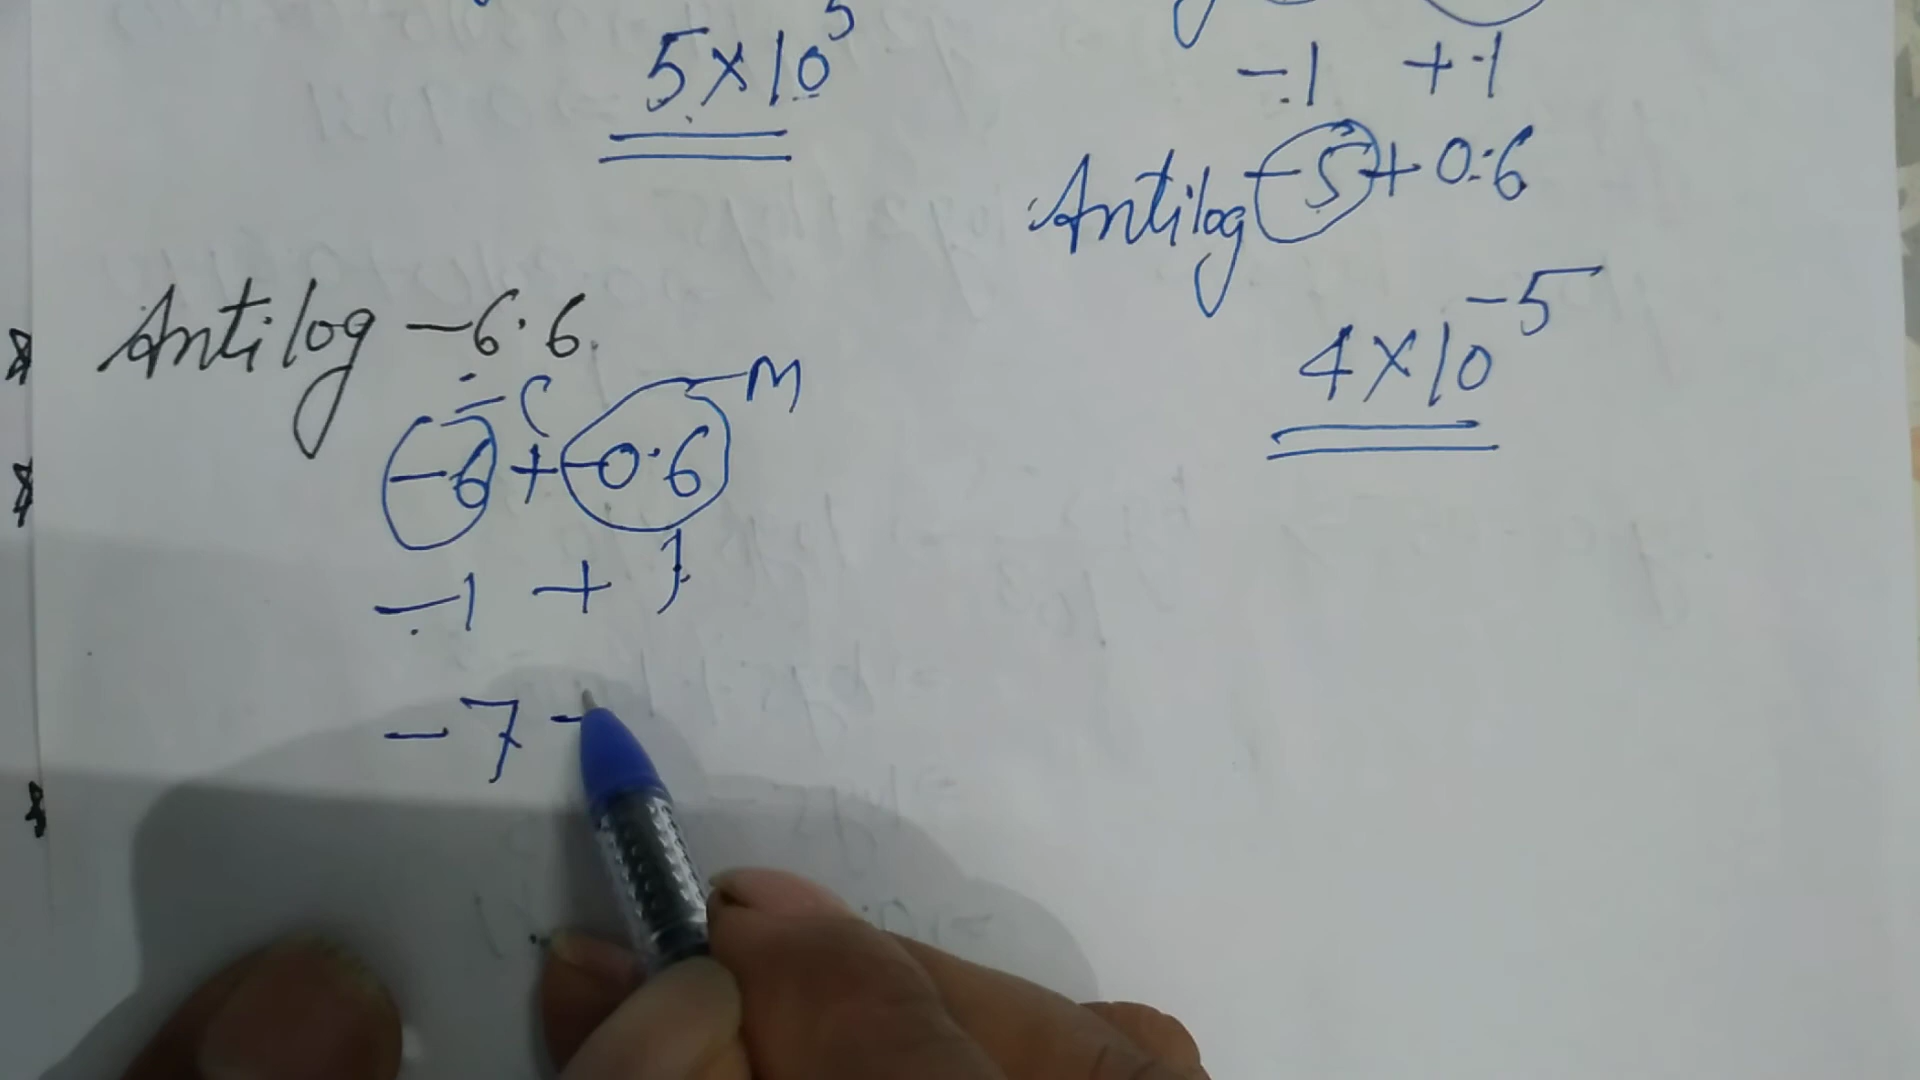 5×10⁵
-1 +1
Antilog -5+0.6
4×10⁻⁵
Antilog -6.6
C M
-6+-0.6
-1 + 1
-7